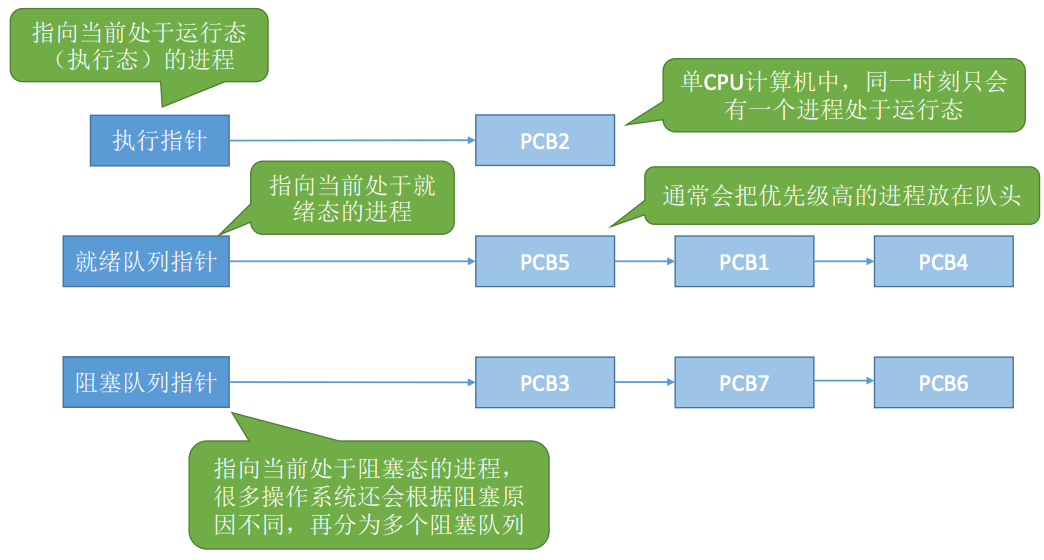 指向当前处于运行态
（执行态）的进程
单CPU计算机中，同一时刻只会
有一个进程处于运行态
执行指针
PCB2
指向当前处于就
绪态的进程
通常会把优先级高的进程放在队头
就绪队列指针
PCB5
PCB1
PCB4
阻塞队列指针
PCB3
PCB7
PCB6
指向当前处于阻塞态的进程，
很多操作系统还会根据阻塞原
因不同，再分为多个阻塞队列